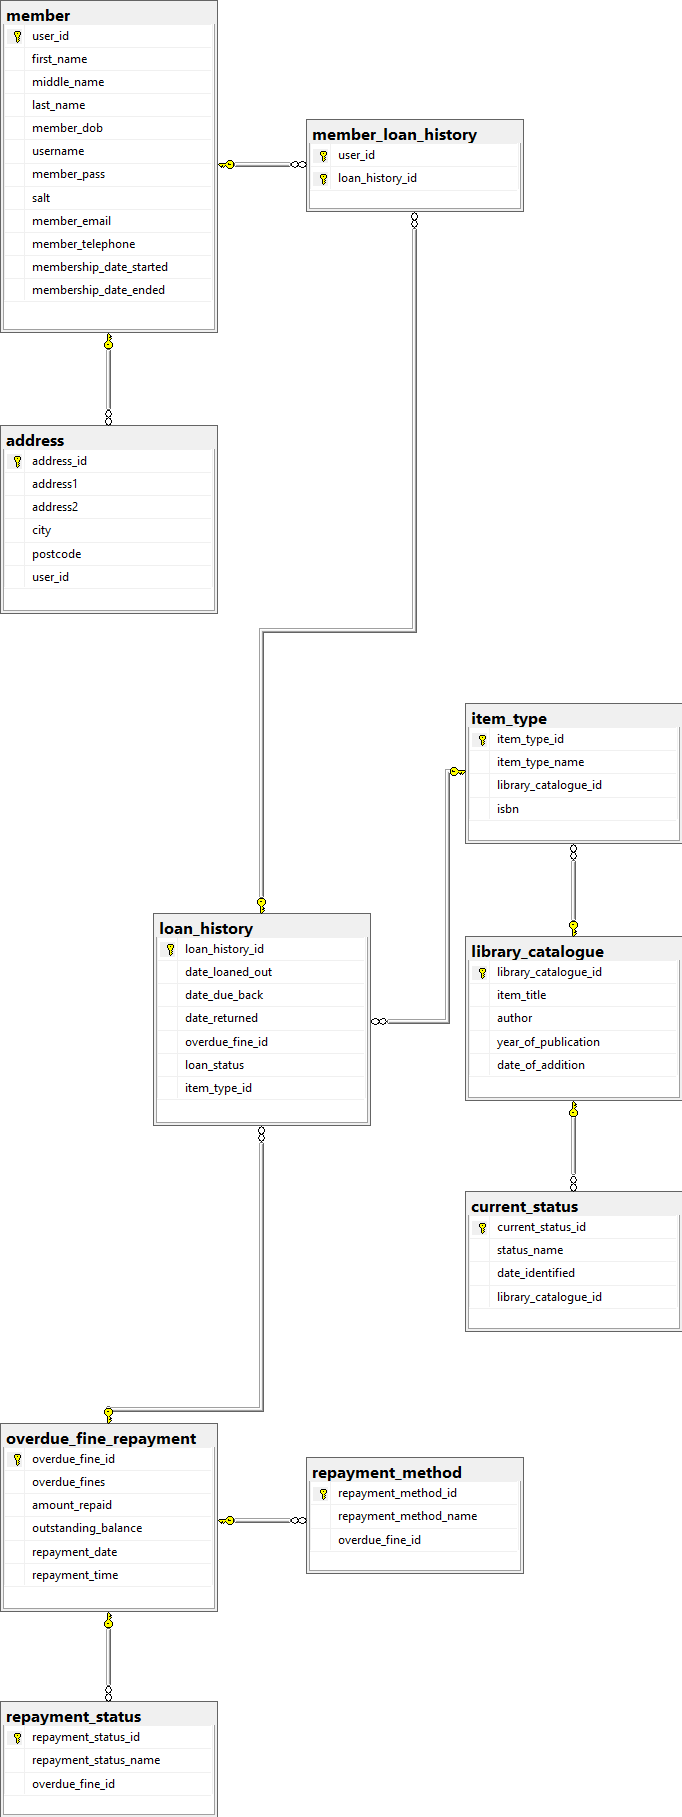 member
user_id
first_name
middle_name
last_name
member_dob
username
member_pass
salt
member_email
member_telephone
membership_date_started
membership_date_ended
member_loan_history
user_id
loan_history_id
address
address_id
address1
address2
city
postcode
user_id
item_type
item_type_id
item_type_name
library_catalogue_id
isbn
loan_history
loan_history_id
date_loaned_out
date_due_back
date_returned
overdue_fine_id
loan_status
item_type_id
library_catalogue
library_catalogue_id
item_title
author
year_of_publication
date_of_addition
current_status
current_status_id
status_name
date_identified
library_catalogue_id
overdue_fine_repayment
overdue_fine_id
overdue_fines
amount_repaid
outstanding_balance
repayment_date
repayment_time
repayment_method
repayment_method_id
repayment_method_name
overdue_fine_id
repayment_status
repayment_status_id
repayment_status_name
overdue_fine_id